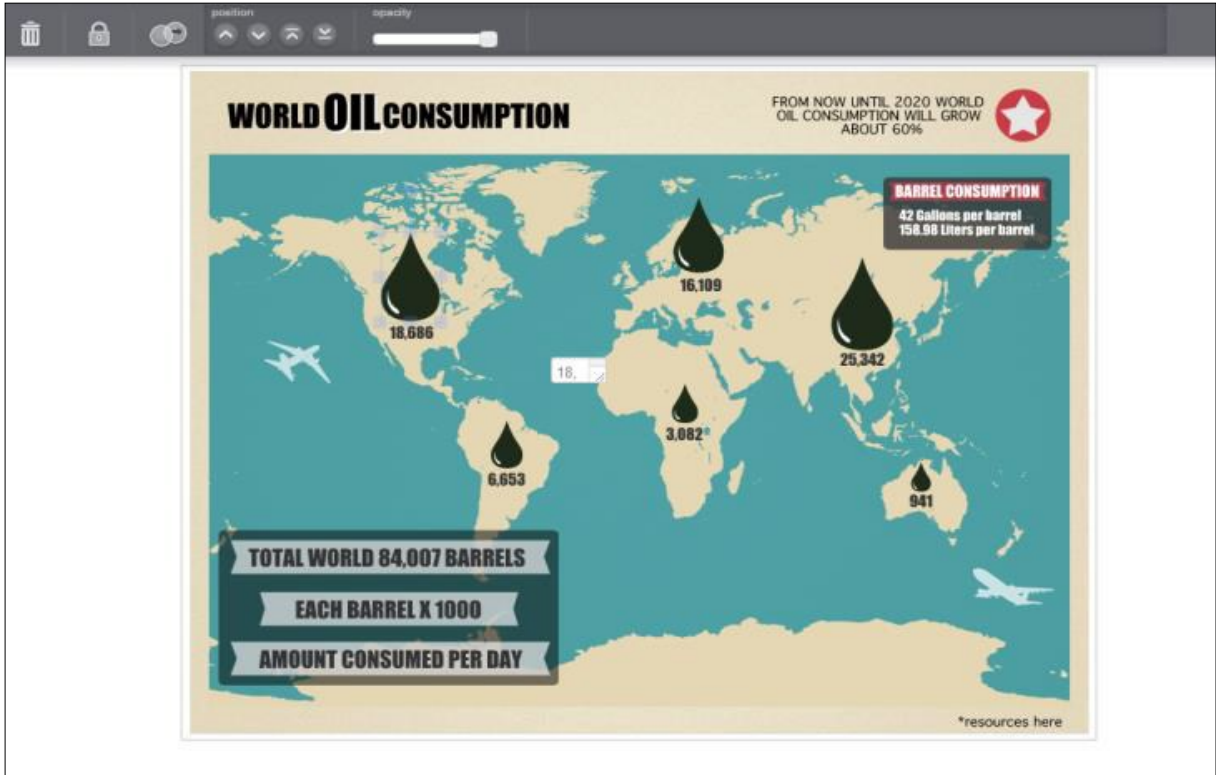 position
opacity
WORLD OIL CONSUMPTION
FROM NOW UNTIL 2020 WORLD
OIL CONSUMPTION WILL GROW
ABOUT 60%
BARREL CONSUMPTION
42 Gallons per barrel
158.98 Liters per barrel
16,109
18,686
25,342
18,
3,082
6,653
941
TOTAL WORLD 84,007 BARRELS
EACH BARREL X 1000
AMOUNT CONSUMED PER DAY
*resources here